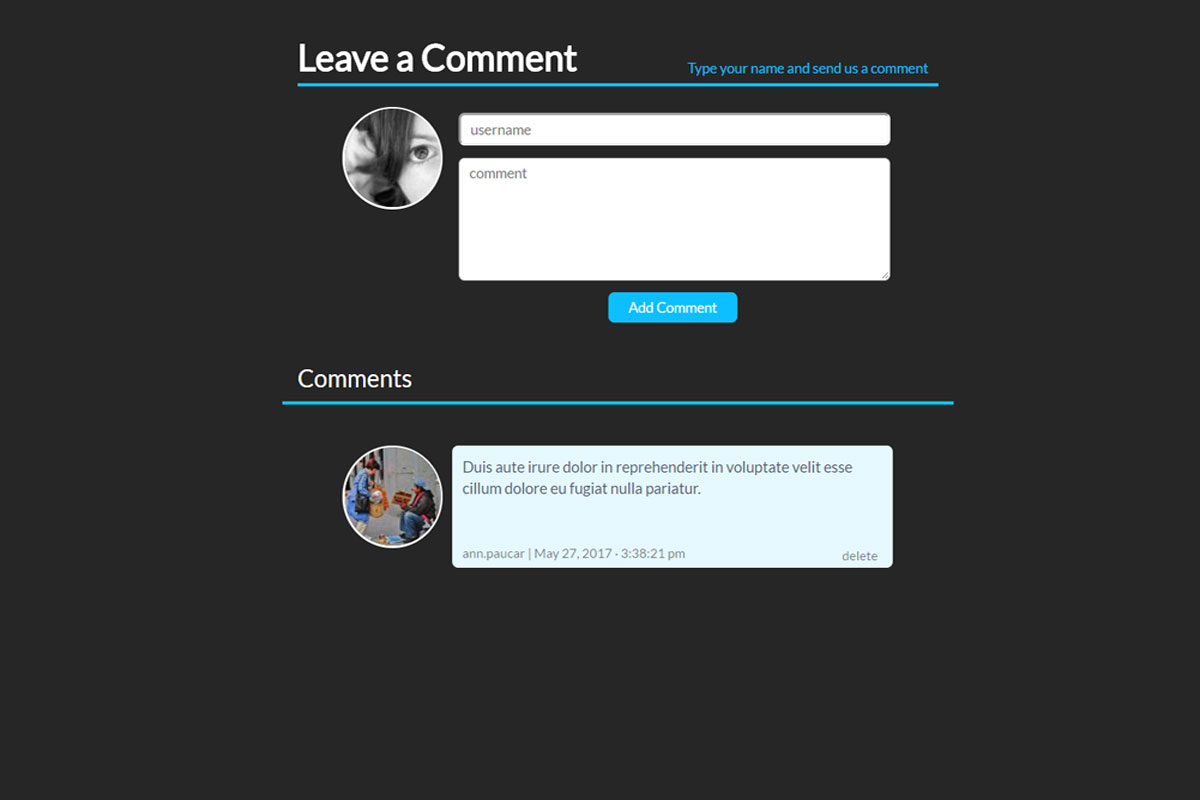 Leave a Comment
Type your name and send us a comment
username
comment
Add Comment
Comments
Duis aute irure dolor in reprehenderit in voluptate velit esse
cillum dolore eu fugiat nulla pariatur.
ann.paucar | May 27, 2017 · 3:38:21 pm
delete